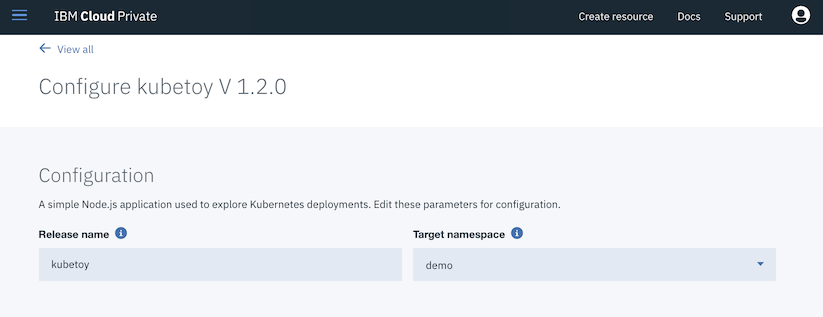 IBM Cloud Private
Create resource
Docs
Support
View all
Configure kubetoy V 1.2.0
Configuration
A simple Node.js application used to explore Kubernetes deployments. Edit these parameters for configuration.
Release name
Target namespace
kubetoy
demo